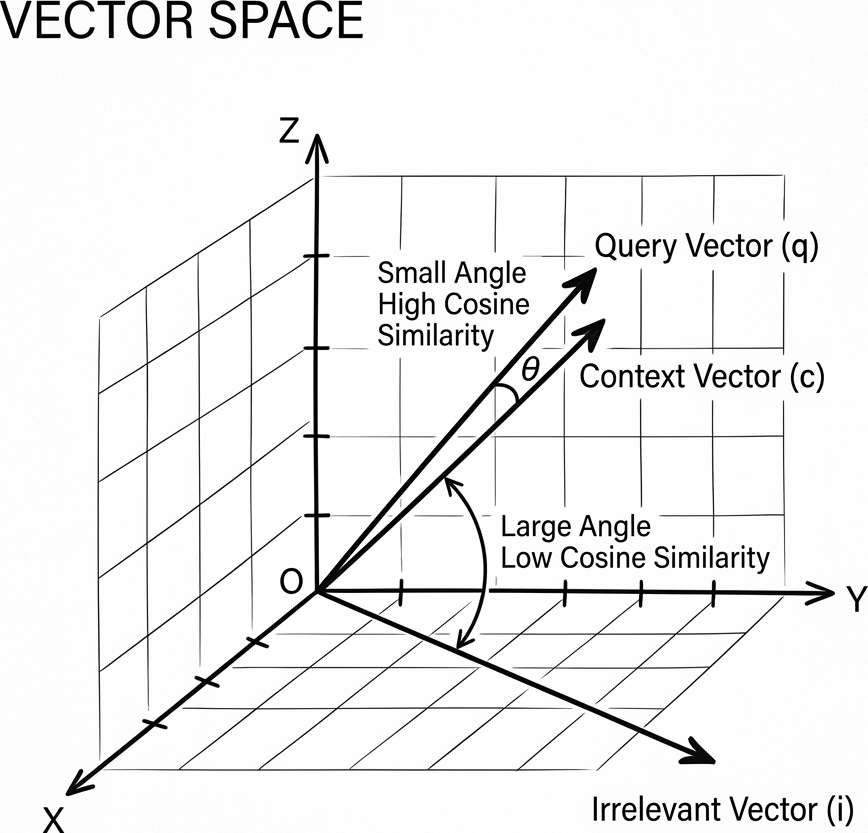 VECTOR SPACE
Z
Query Vector (q)
Small Angle
High Cosine
Similarity
θ
Context Vector (c)
Large Angle
Low Cosine Similarity
O
Y
X
Irrelevant Vector (i)